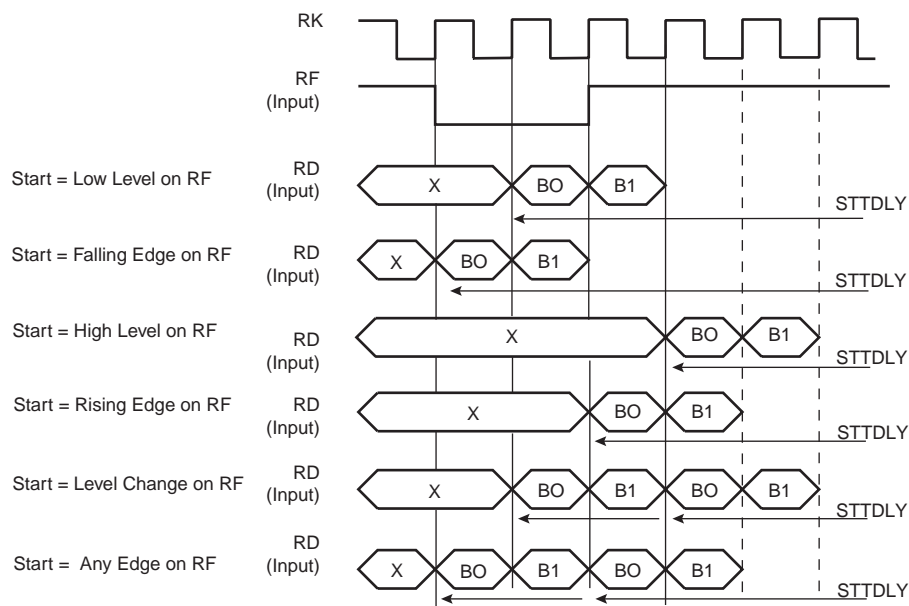 RK
RF
(Input)
Start = Low Level on RF
RD
(Input)
X
BO
B1
STTDLY
Start = Falling Edge on RF
RD
(Input)
X
BO
B1
STTDLY
Start = High Level on RF
RD
(Input)
X
BO
B1
STTDLY
Start = Rising Edge on RF
RD
(Input)
X
BO
B1
STTDLY
Start = Level Change on RF
RD
(Input)
X
BO
B1
BO
B1
STTDLY
Start = Any Edge on RF
RD
(Input)
X
BO
B1
BO
B1
STTDLY